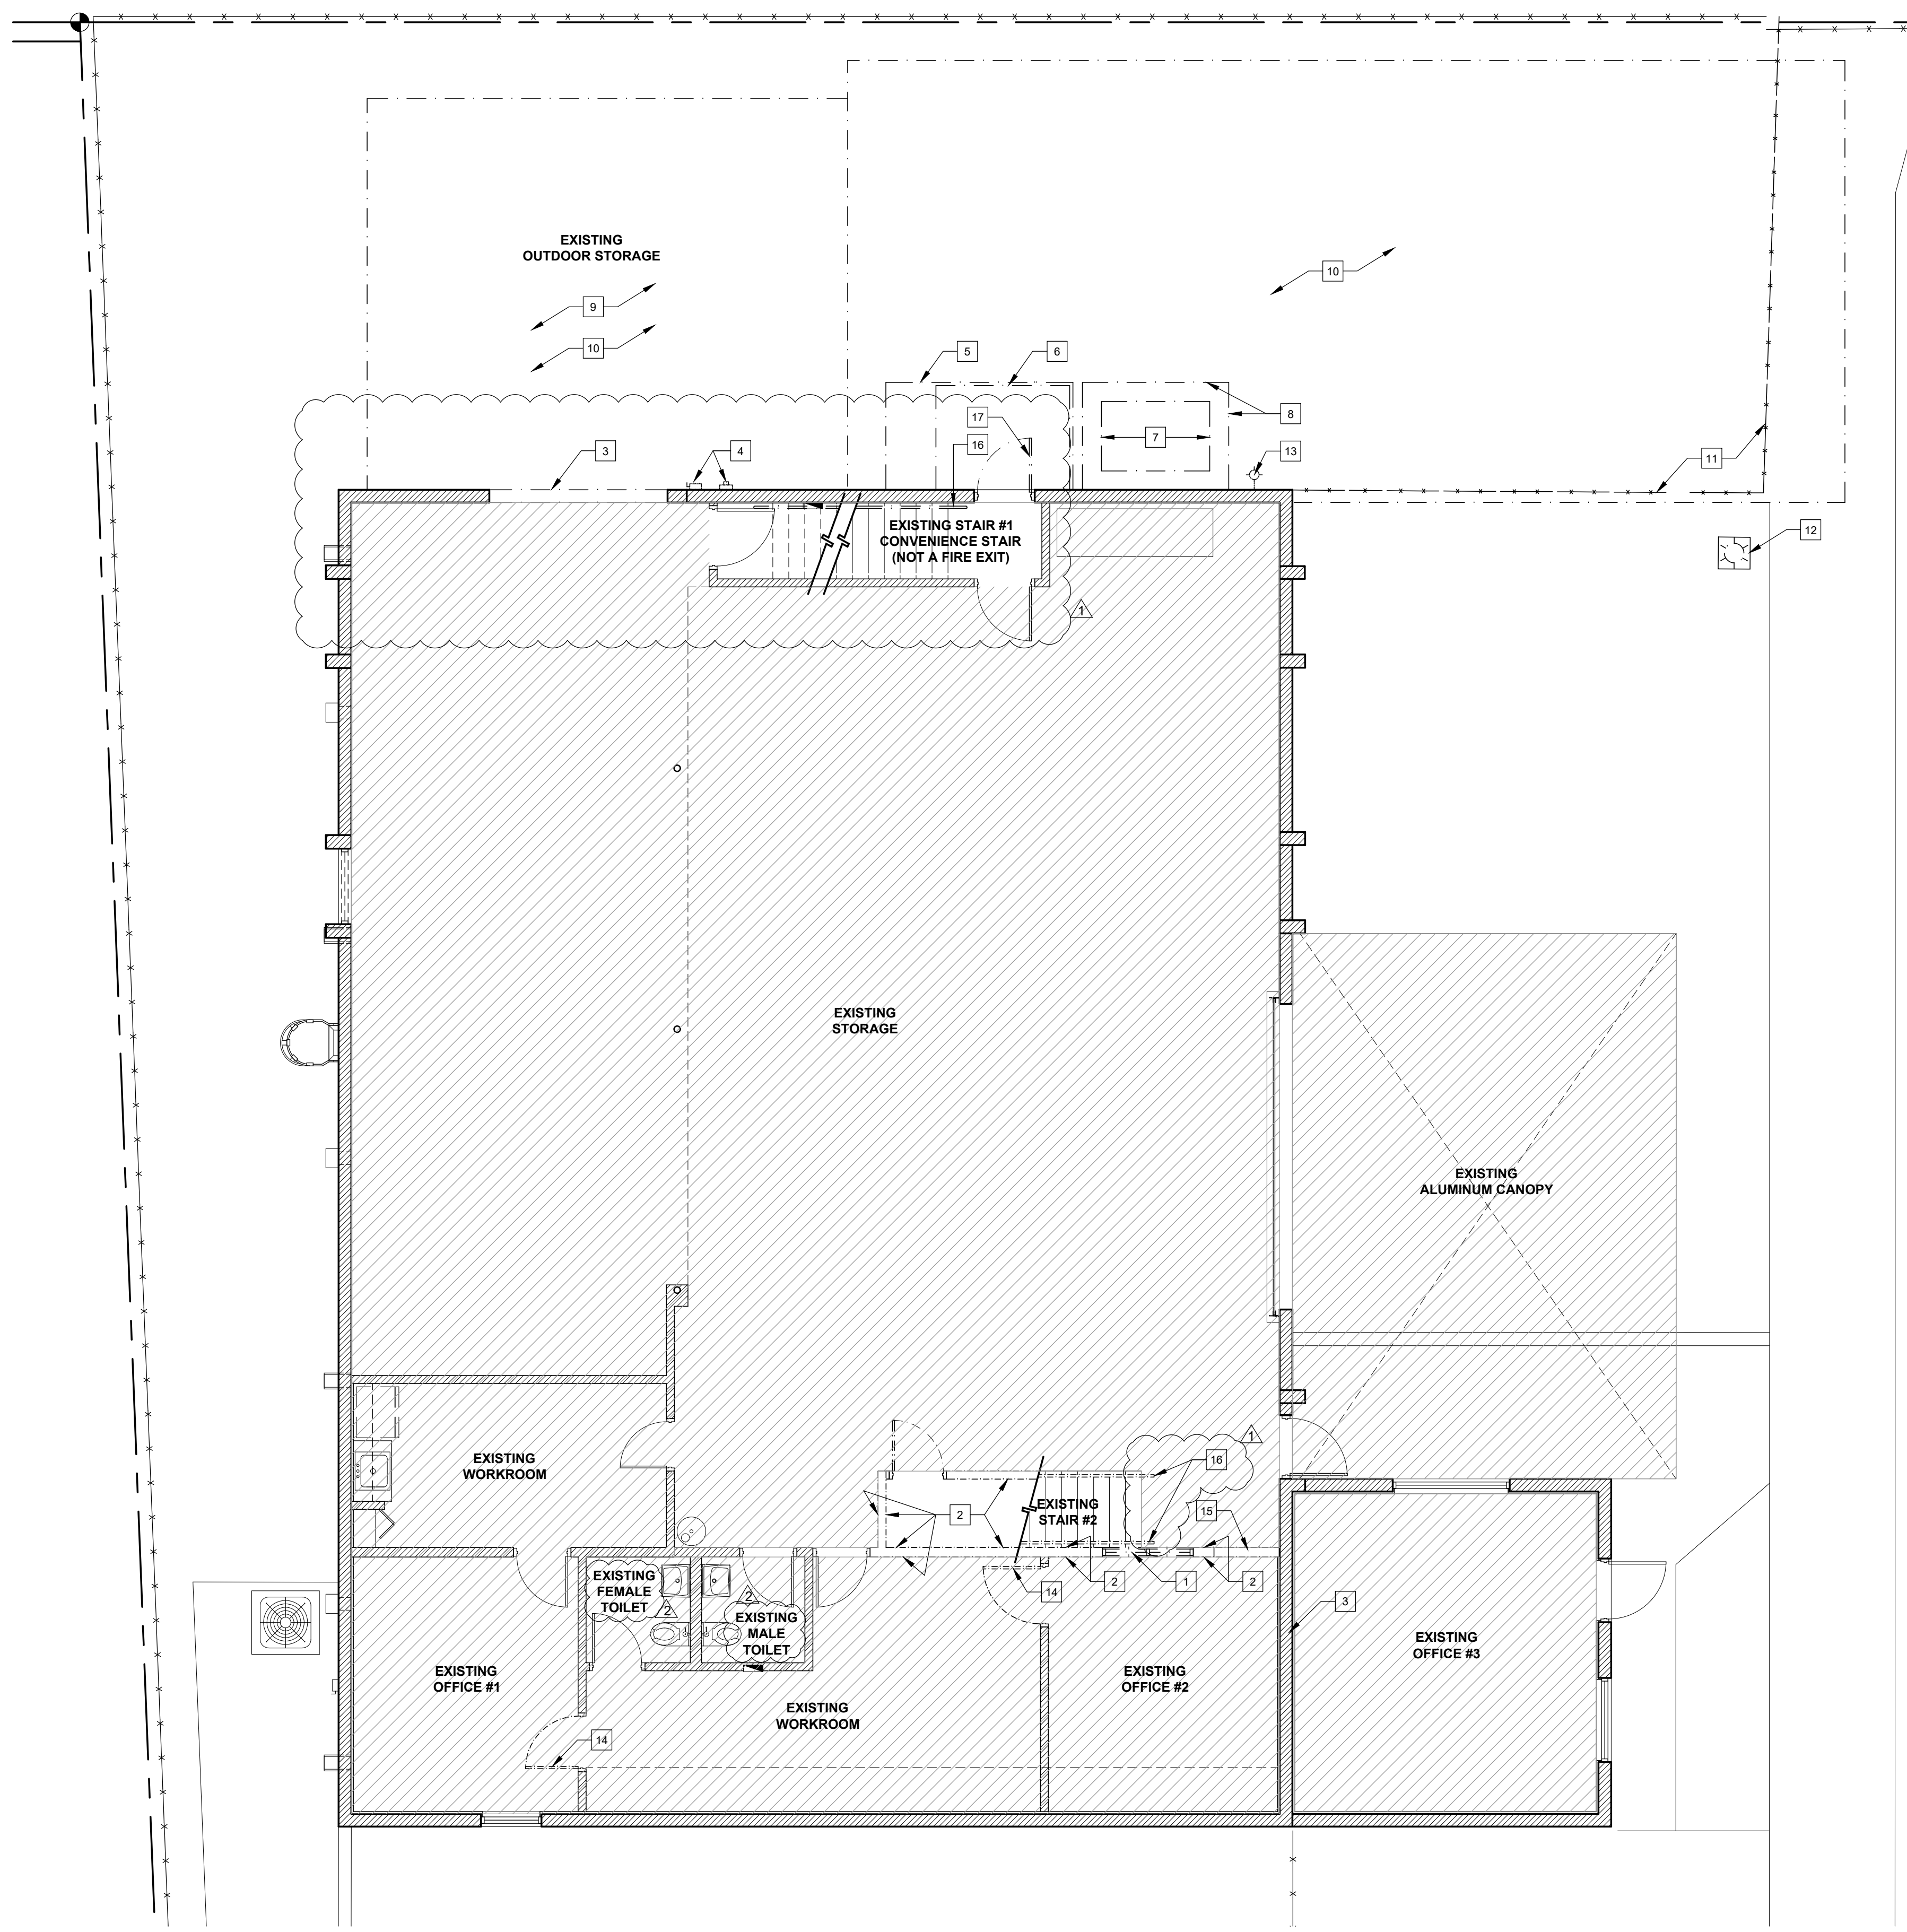 EXISTING
OUTDOOR STORAGE
10
9
10
5
6
17
8
7
16
3
4
13
11
EXISTING STAIR #1
CONVENIENCE STAIR
(NOT A FIRE EXIT)
12
1
EXISTING
STORAGE
EXISTING
ALUMINUM CANOPY
1
EXISTING
WORKROOM
16
EXISTING
STAIR #2
2
15
EXISTING
FEMALE
TOILET
2
2
EXISTING
MALE
TOILET
14
2
1
2
3
EXISTING
OFFICE #3
EXISTING
OFFICE #1
EXISTING
OFFICE #2
EXISTING
WORKROOM
14